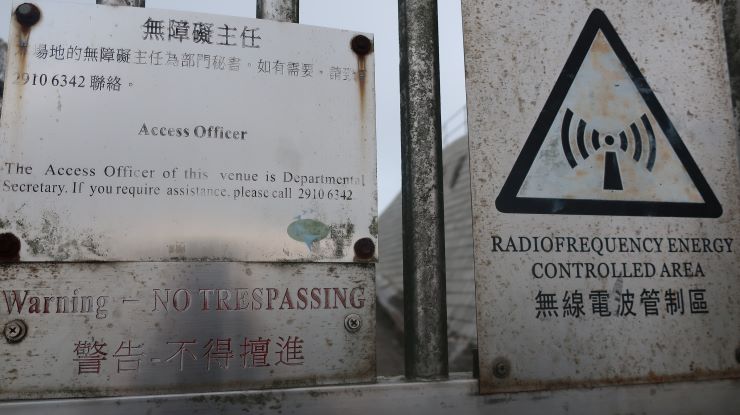 無障礙主任
場地的無障礙主任為部門秘書。如有需要，請致
2910 6342 聯絡。
Access Officer
The Access Officer of this venue is Departmental
Secretary. If you require assistance, please call 2910 6342
Warning - NO TRESPASSING
警告-不得擅進
RADIOFREQUENCY ENERGY
CONTROLLED AREA
無線電波管制區